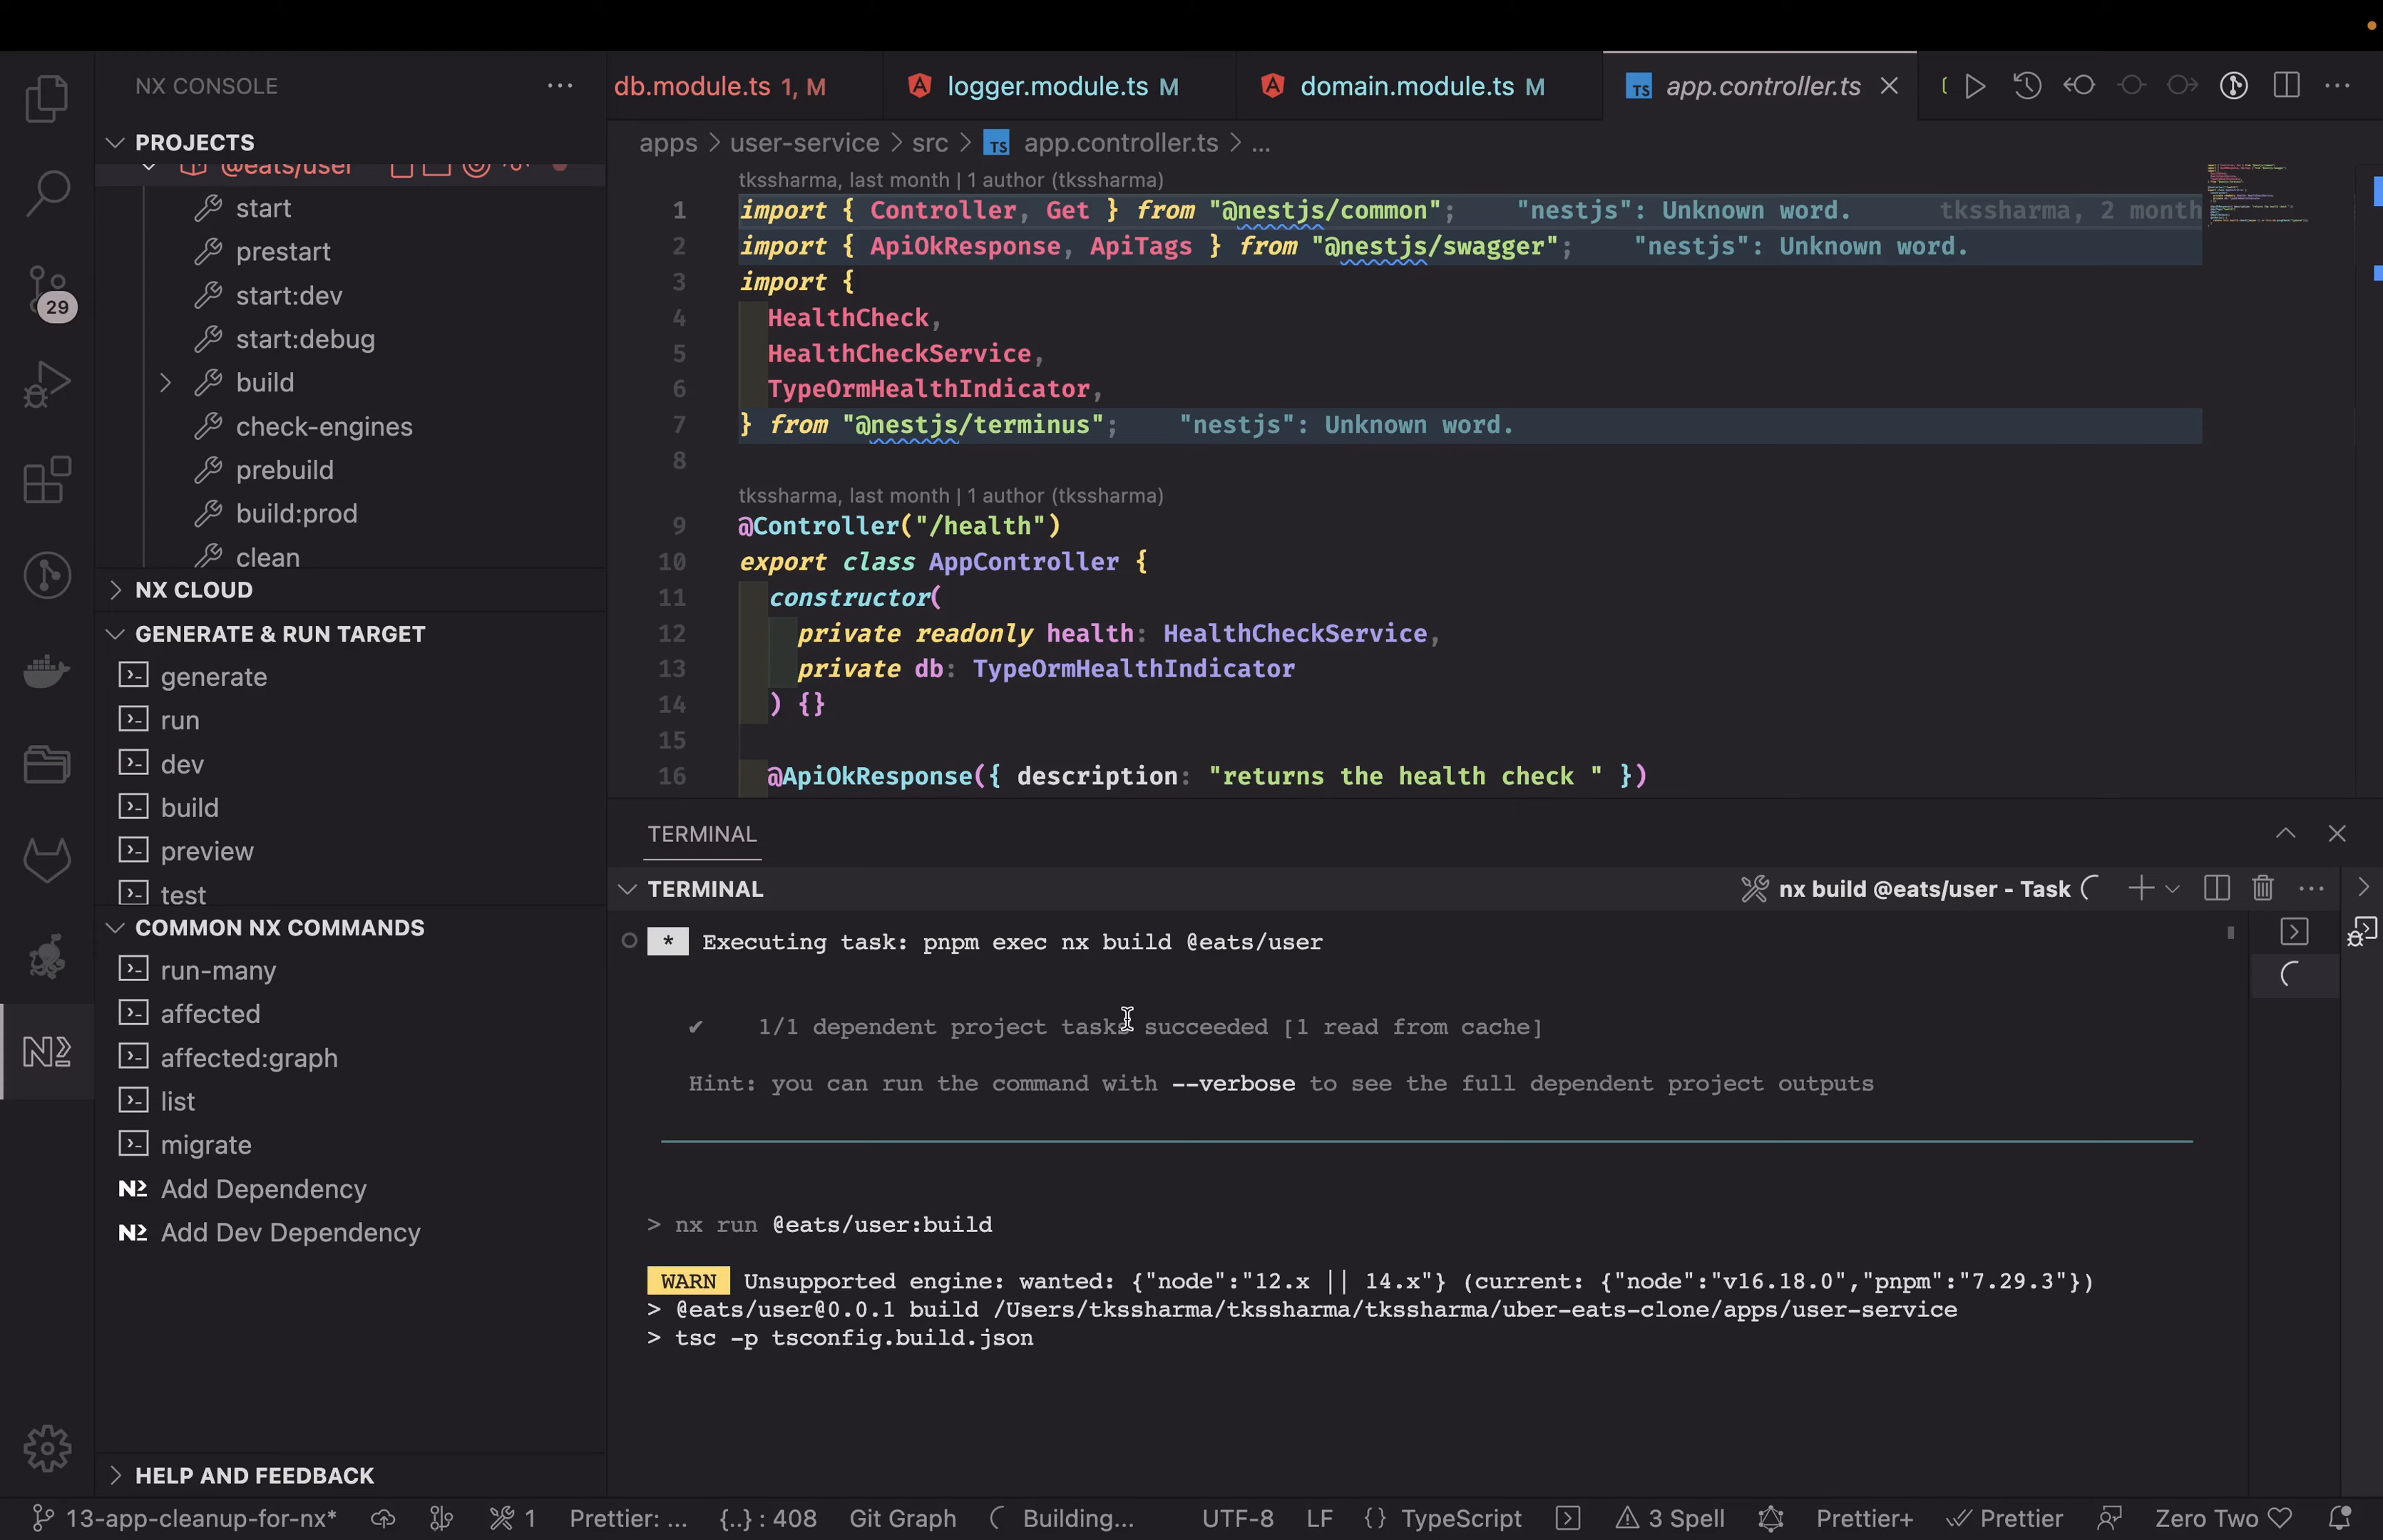 NX CONSOLE
PROJECTS
@eats/user
start
prestart
start:dev
start:debug
build
check-engines
prebuild
build:prod
clean
NX CLOUD
GENERATE & RUN TARGET
generate
run
dev
build
preview
test
COMMON NX COMMANDS
run-many
affected
affected:graph
list
migrate
Add Dependency
Add Dev Dependency
HELP AND FEEDBACK
29
db.module.ts 1, M
logger.module.ts M
domain.module.ts M
TS app.controller.ts
apps > user-service > src > TS app.controller.ts > ...
tkssharma, last month | 1 author (tkssharma)
1 import { Controller, Get } from "@nestjs/common"; "nestjs": Unknown word. tkssharma, 2 month
2 import { ApiOkResponse, ApiTags } from "@nestjs/swagger"; "nestjs": Unknown word.
3 import {
4 HealthCheck,
5 HealthCheckService,
6 TypeOrmHealthIndicator,
7 } from "@nestjs/terminus"; "nestjs": Unknown word.
8
tkssharma, last month | 1 author (tkssharma)
9 @Controller("/health")
10 export class AppController {
11 constructor(
12 private readonly health: HealthCheckService,
13 private db: TypeOrmHealthIndicator
14 ) {}
15
16 @ApiOkResponse({ description: "returns the health check " })
TERMINAL
TERMINAL
nx build @eats/user - Task
* Executing task: pnpm exec nx build @eats/user
✔ 1/1 dependent project tasks succeeded [1 read from cache]
Hint: you can run the command with --verbose to see the full dependent project outputs
> nx run @eats/user:build
WARN Unsupported engine: wanted: {"node":"12.x || 14.x"} (current: {"node":"v16.18.0","pnpm":"7.29.3"})
> @eats/user@0.0.1 build /Users/tkssharma/tkssharma/tkssharma/uber-eats-clone/apps/user-service
> tsc -p tsconfig.build.json
13-app-cleanup-for-nx* 1 Prettier: ... {..} : 408 Git Graph Building... UTF-8 LF {} TypeScript 3 Spell Prettier+ Prettier Zero Two